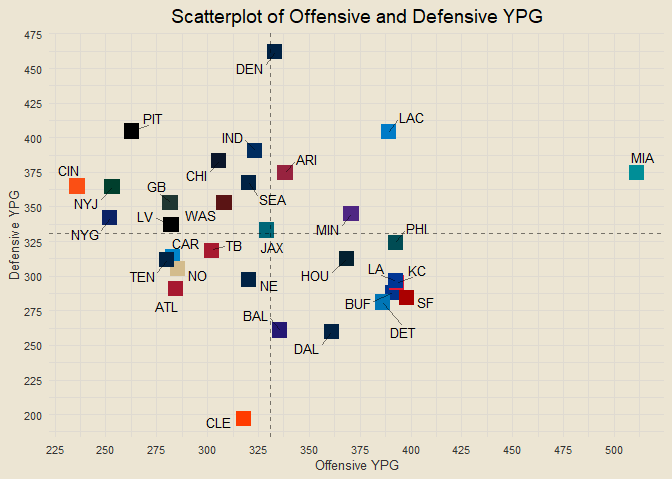 Scatterplot of Offensive and Defensive YPG
475
450
425
400
375
350
325
300
275
250
225
200
Defensive YPG
DEN
PIT
LAC
IND
CHI
ARI
MIA
CIN
GB
SEA
NYJ
LV
WAS
NYG
MIN
PHI
CAR
TB
JAX
TEN
NO
HOU
LA
KC
NE
ATL
BUF
SF
BAL
DET
DAL
CLE
225
250
275
300
325
350
375
400
425
450
475
500
Offensive YPG